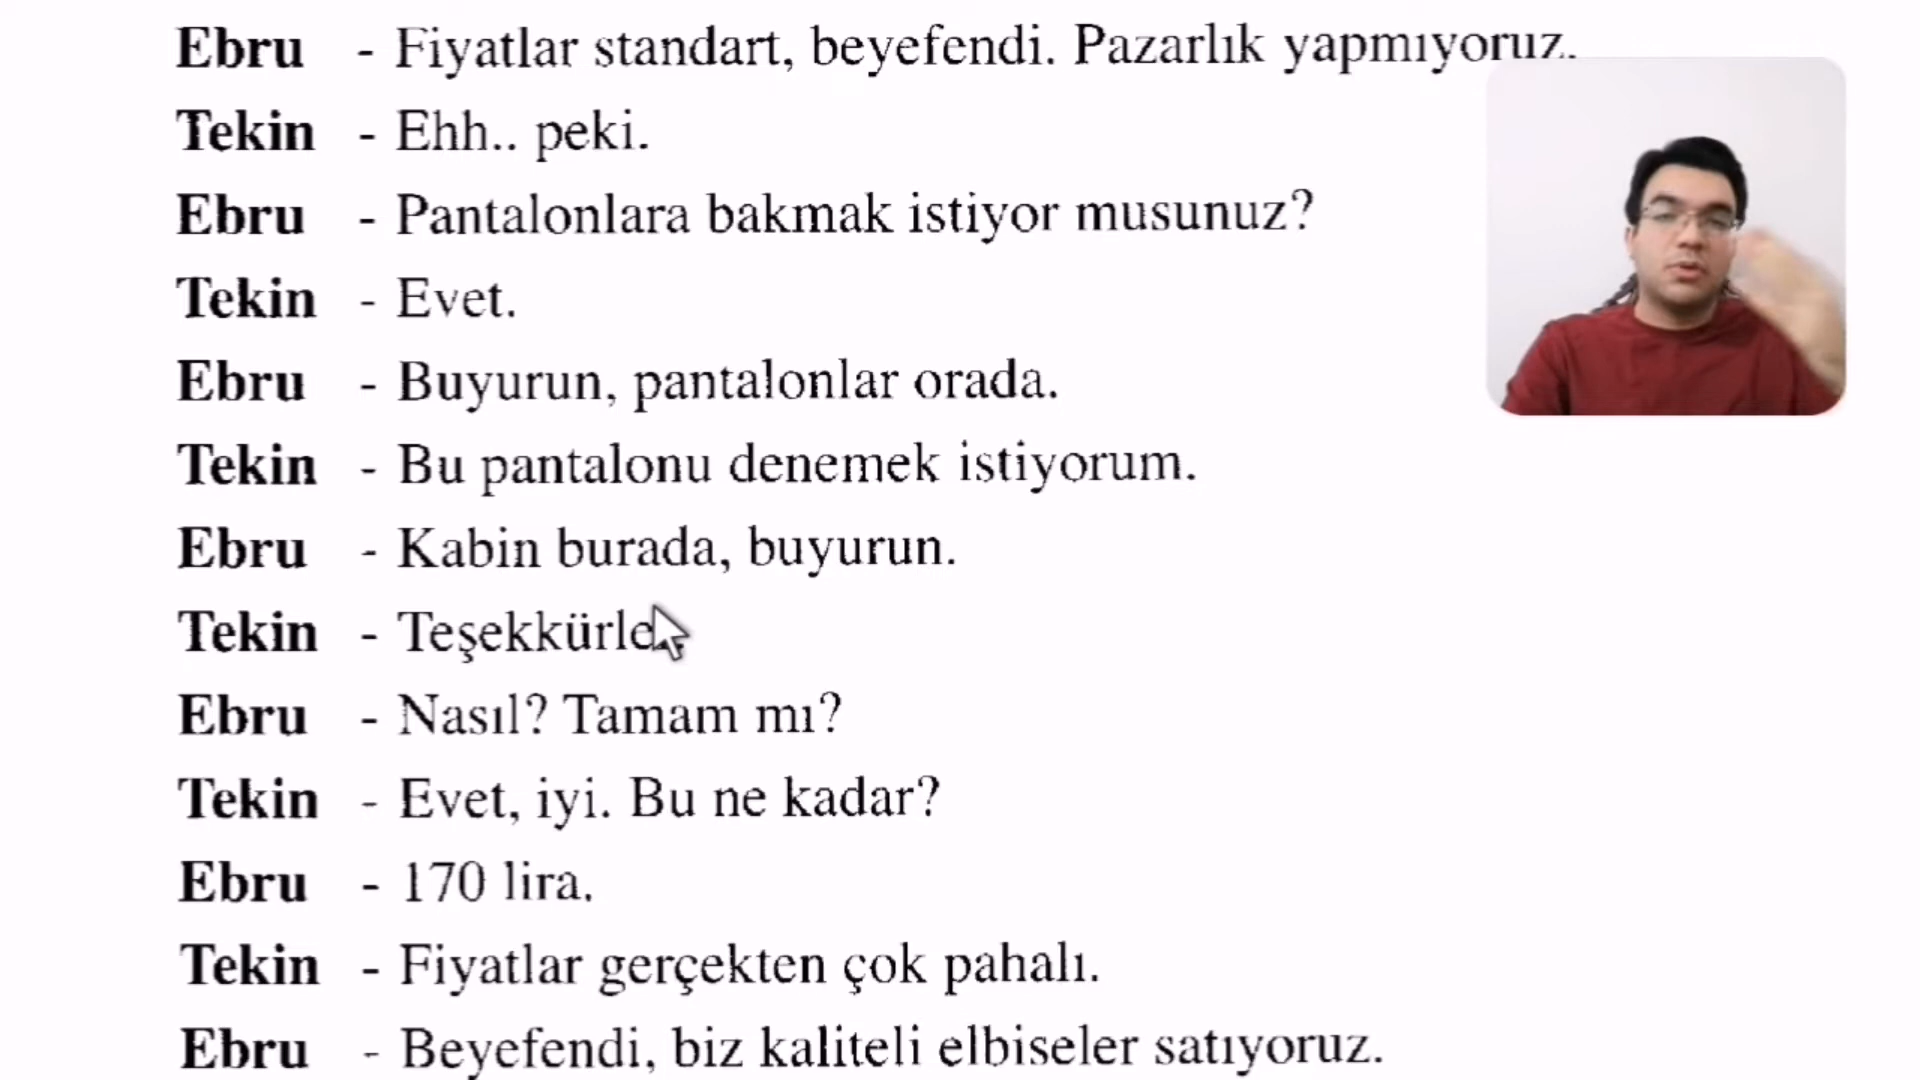 Ebru - Fiyatlar standart, beyefendi. Pazarlık yapmıyoruz.
Tekin - Ehh.. peki.
Ebru - Pantalonlara bakmak istiyor musunuz?
Tekin - Evet.
Ebru - Buyurun, pantalonlar orada.
Tekin - Bu pantalonu denemek istiyorum.
Ebru - Kabin burada, buyurun.
Tekin - Teşekkürle
Ebru - Nasıl? Tamam mı?
Tekin - Evet, iyi. Bu ne kadar?
Ebru - 170 lira.
Tekin - Fiyatlar gerçekten çok pahalı.
Ebru - Beyefendi, biz kaliteli elbiseler satıyoruz.